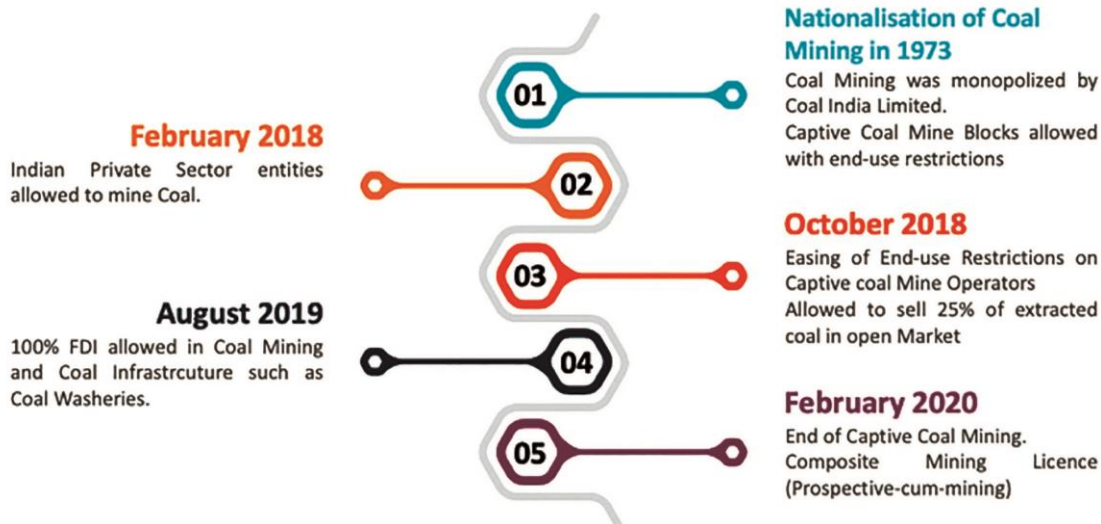 Nationalisation of Coal
Mining in 1973
Coal Mining was monopolized by
Coal India Limited.
Captive Coal Mine Blocks allowed
with end-use restrictions
01
February 2018
Indian Private Sector entities
allowed to mine Coal.
02
October 2018
Easing of End-use Restrictions on
Captive coal Mine Operators
Allowed to sell 25% of extracted
coal in open Market
03
August 2019
100% FDI allowed in Coal Mining
and Coal Infrastrcuture such as
Coal Washeries.
04
February 2020
End of Captive Coal Mining.
Composite Mining Licence
(Prospective-cum-mining)
05